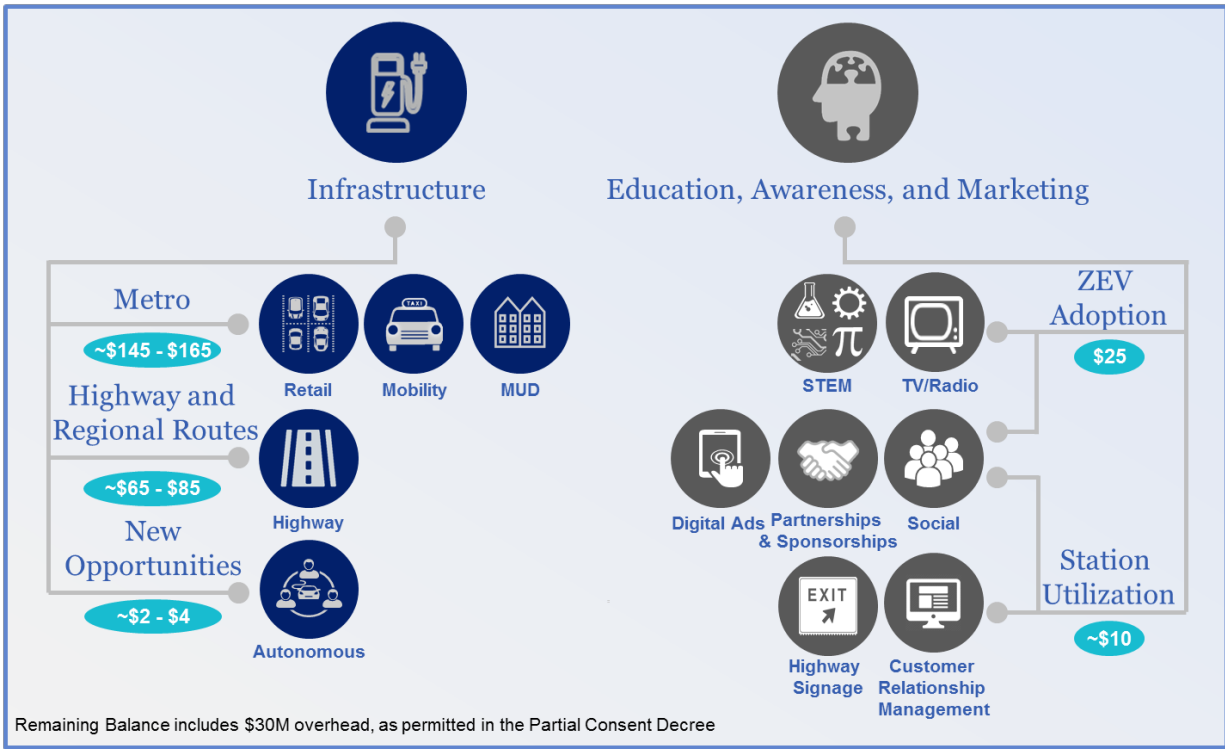 Infrastructure
Metro
~$145 - $165
Retail
Mobility
MUD
Highway and
Regional Routes
~$65 - $85
Highway
New
Opportunities
~$2 - $4
Autonomous
Education, Awareness, and Marketing
ZEV
Adoption
$25
STEM
TV/Radio
Digital Ads
Partnerships
& Sponsorships
Social
Station
Utilization
~$10
TAXI
π
EXIT
Highway
Signage
Customer
Relationship
Management
Remaining Balance includes $30M overhead, as permitted in the Partial Consent Decree